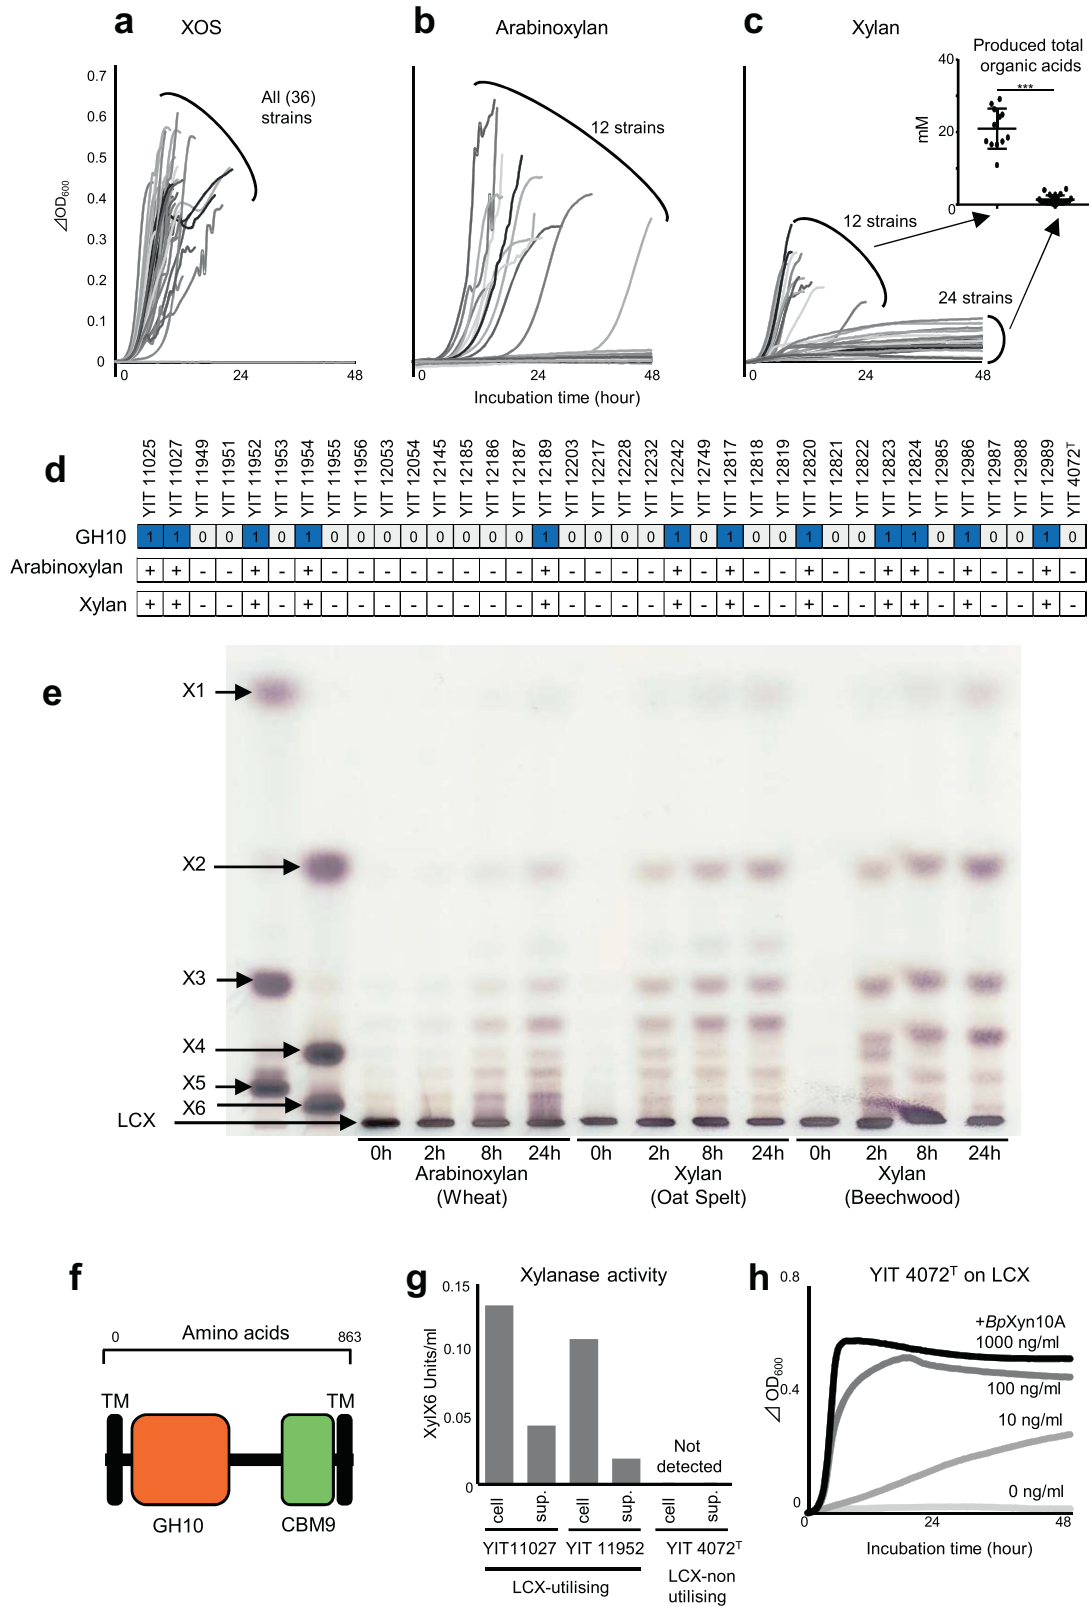 a XOS
0.7
0.6
0.5
0.4
0.3
0.2
0.1
0
⊿OD600
All (36)
strains
0 24 48
b Arabinoxylan
12 strains
0 24 48
Incubation time (hour)
c Xylan
12 strains
24 strains
0 24 48
Produced total
organic acids
***
mM
40
20
0
d
YIT 11025
YIT 11027
YIT 11949
YIT 11951
YIT 11952
YIT 11953
YIT 11954
YIT 11955
YIT 11956
YIT 12053
YIT 12054
YIT 12145
YIT 12185
YIT 12186
YIT 12187
YIT 12189
YIT 12203
YIT 12217
YIT 12228
YIT 12232
YIT 12242
YIT 12749
YIT 12817
YIT 12818
YIT 12819
YIT 12820
YIT 12821
YIT 12822
YIT 12823
YIT 12824
YIT 12985
YIT 12986
YIT 12987
YIT 12988
YIT 12989
YIT 4072T
GH10 1 1 0 0 1 0 1 0 0 0 0 0 0 0 0 1 0 0 0 0 1 0 1 0 0 1 0 0 1 1 0 1 0 0 1 0
Arabinoxylan + + - - + - + - - - - - - - - + - - - - + - + - - + - - + + - + - - + -
Xylan + + - - + - + - - - - - - - - + - - - - + - + - - + - - + + - + - - + -
e
X1
X2
X3
X4
X5
X6
LCX
0h 2h 8h 24h 0h 2h 8h 24h 0h 2h 8h 24h
Arabinoxylan Xylan Xylan
(Wheat) (Oat Spelt) (Beechwood)
f
0 Amino acids 863
TM TM
GH10 CBM9
g Xylanase activity
0.15
0.10
0.05
0
XylX6 Units/ml
Not
detected
cell sup. cell sup. cell sup.
YIT11027 YIT 11952 YIT 4072T
LCX-utilising
LCX-non
utilising
h YIT 4072T on LCX
0.8
0.4
0
⊿ OD600
+BpXyn10A
1000 ng/ml
100 ng/ml
10 ng/ml
0 ng/ml
0 24 48
Incubation time (hour)